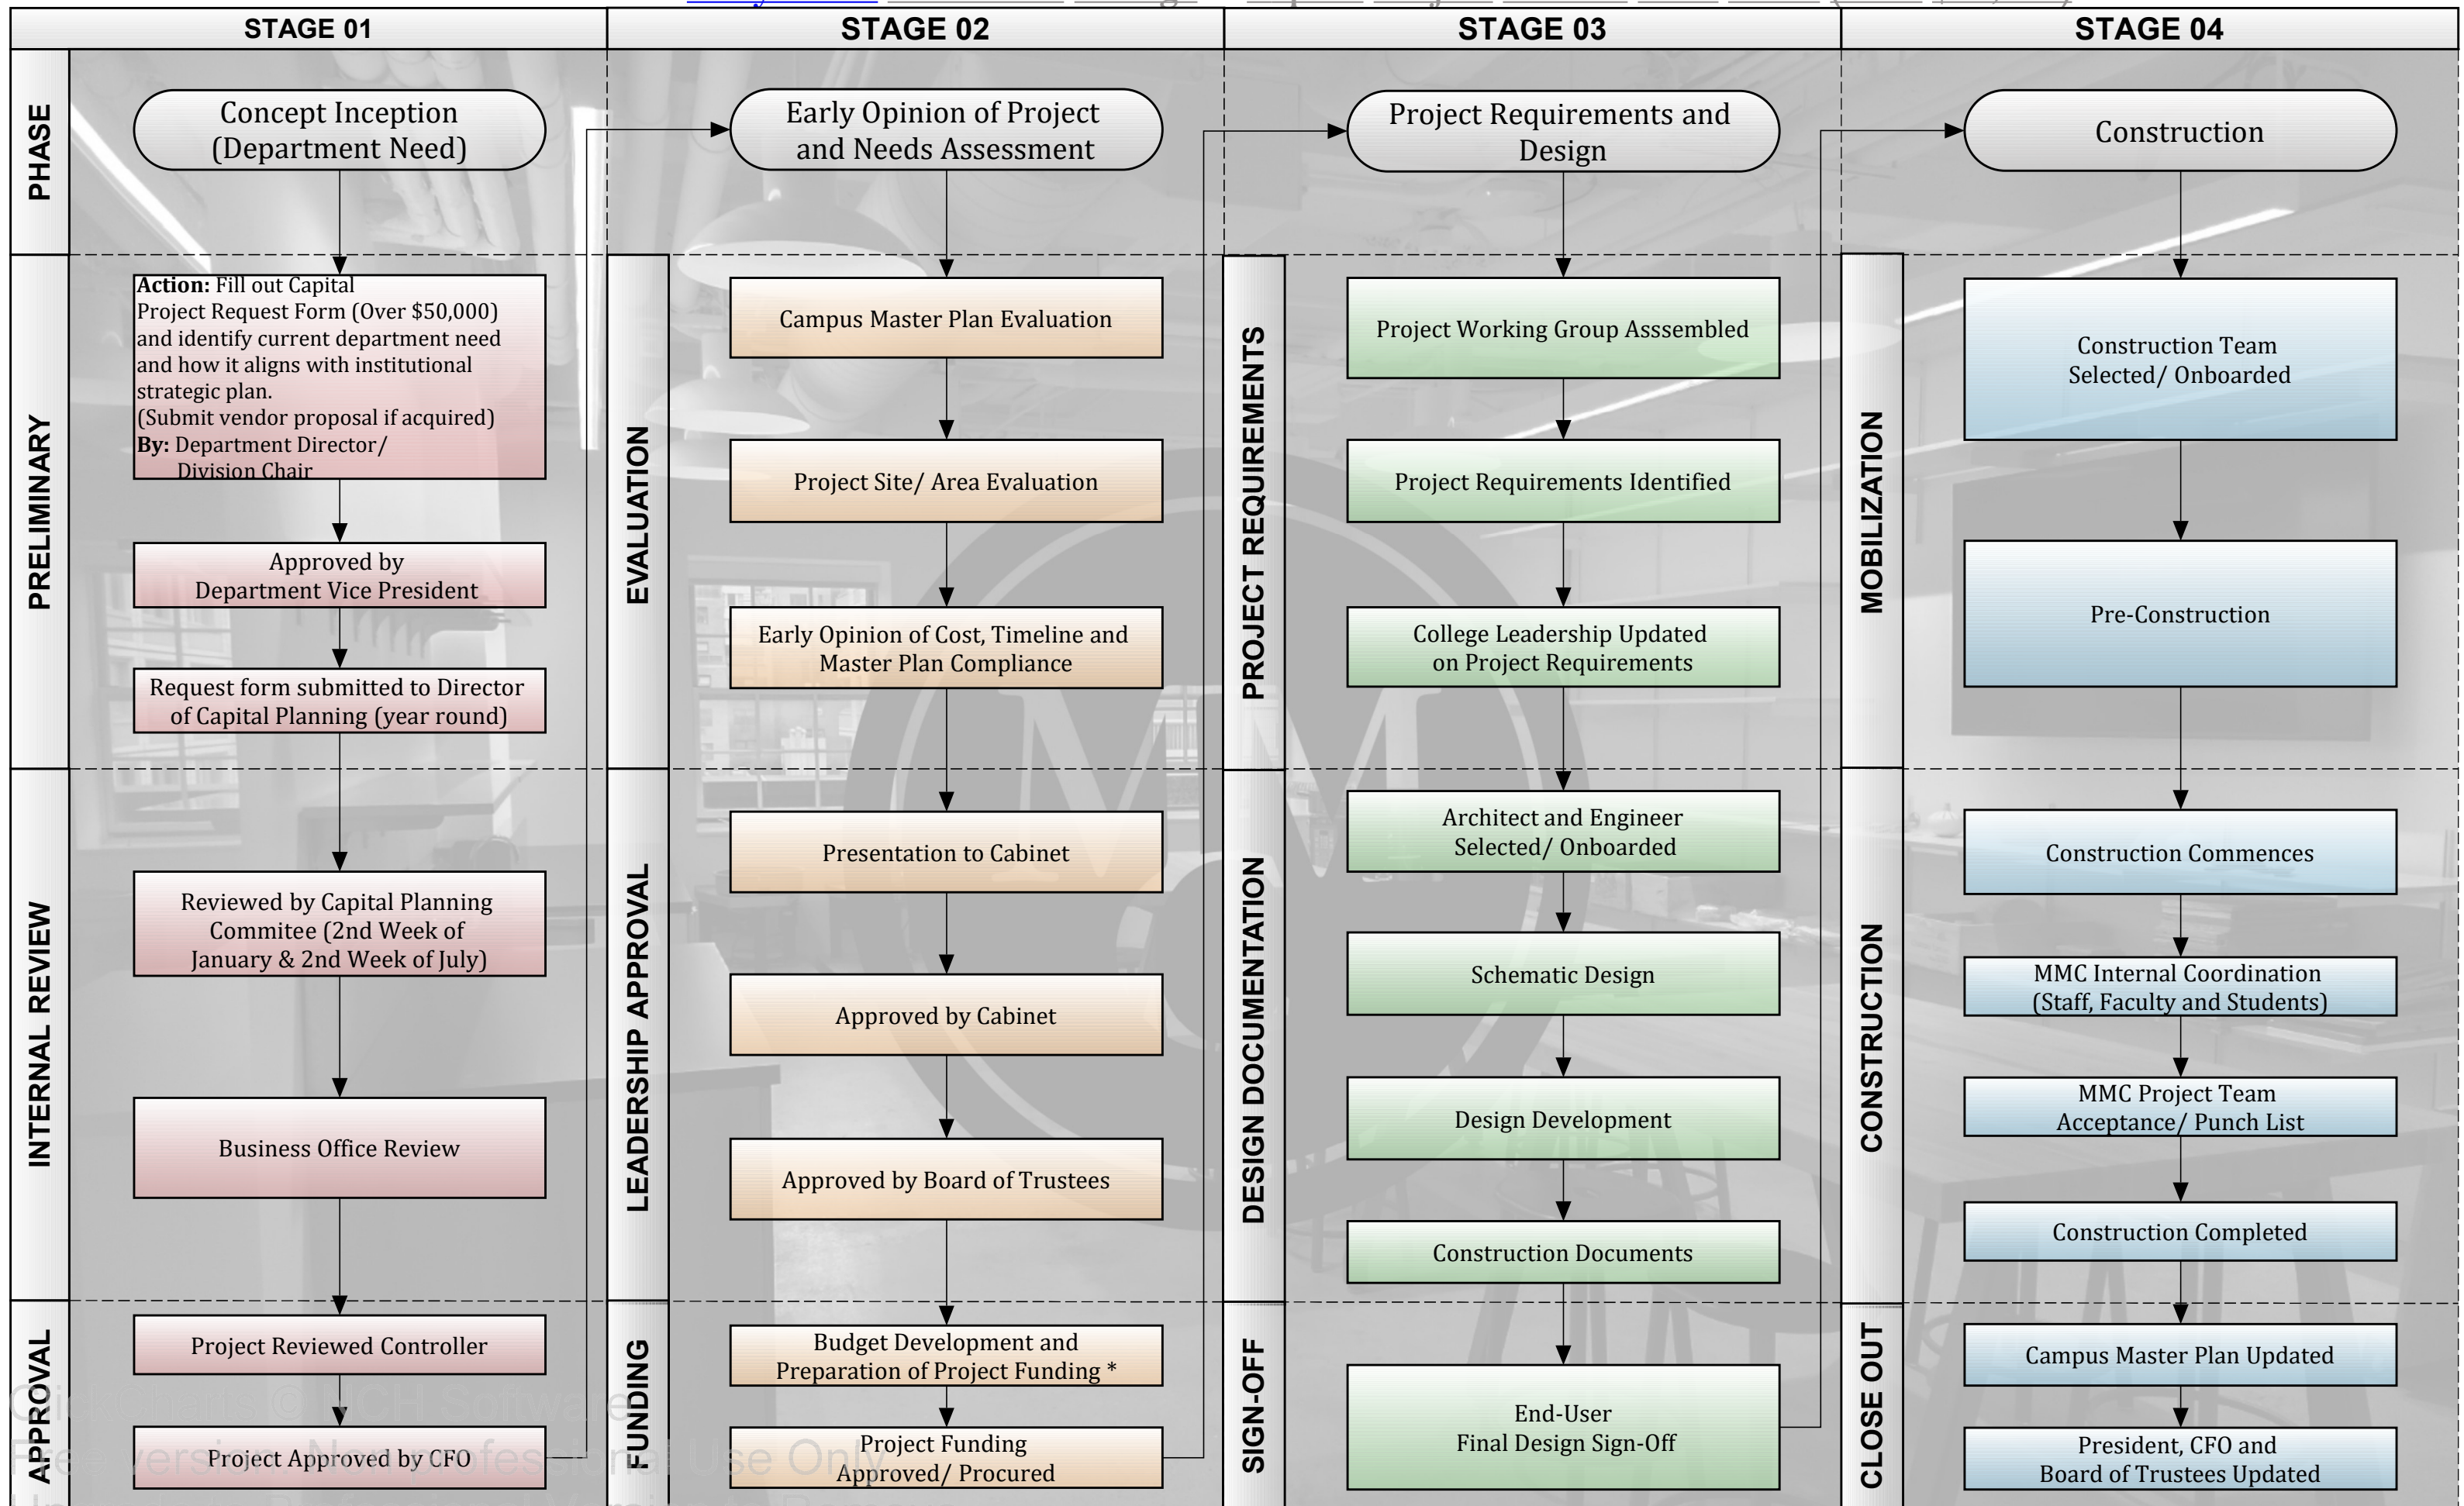 STAGE 01
STAGE 02
STAGE 03
STAGE 04
PHASE
Concept Inception
(Department Need)
Early Opinion of Project
and Needs Assessment
Project Requirements and
Design
Construction
PRELIMINARY
Action: Fill out Capital
Project Request Form (Over $50,000)
and identify current department need
and how it aligns with institutional
strategic plan.
(Submit vendor proposal if acquired)
By: Department Director/
Division Chair
Approved by
Department Vice President
Request form submitted to Director
of Capital Planning (year round)
INTERNAL REVIEW
Reviewed by Capital Planning
Commitee (2nd Week of
January & 2nd Week of July)
Business Office Review
APPROVAL
Project Reviewed Controller
Project Approved by CFO
EVALUATION
Campus Master Plan Evaluation
Project Site/ Area Evaluation
Early Opinion of Cost, Timeline and
Master Plan Compliance
LEADERSHIP APPROVAL
Presentation to Cabinet
Approved by Cabinet
Approved by Board of Trustees
FUNDING
Budget Development and
Preparation of Project Funding *
Project Funding
Approved/ Procured
PROJECT REQUIREMENTS
Project Working Group Asssembled
Project Requirements Identified
College Leadership Updated
on Project Requirements
DESIGN DOCUMENTATION
Architect and Engineer
Selected/ Onboarded
Schematic Design
Design Development
Construction Documents
SIGN-OFF
End-User
Final Design Sign-Off
MOBILIZATION
Construction Team
Selected/ Onboarded
Pre-Construction
CONSTRUCTION
Construction Commences
MMC Internal Coordination
(Staff, Faculty and Students)
MMC Project Team
Acceptance/ Punch List
Construction Completed
CLOSE OUT
Campus Master Plan Updated
President, CFO and
Board of Trustees Updated
ClickCharts © NCH Software
Free version. Non-professional Use Only